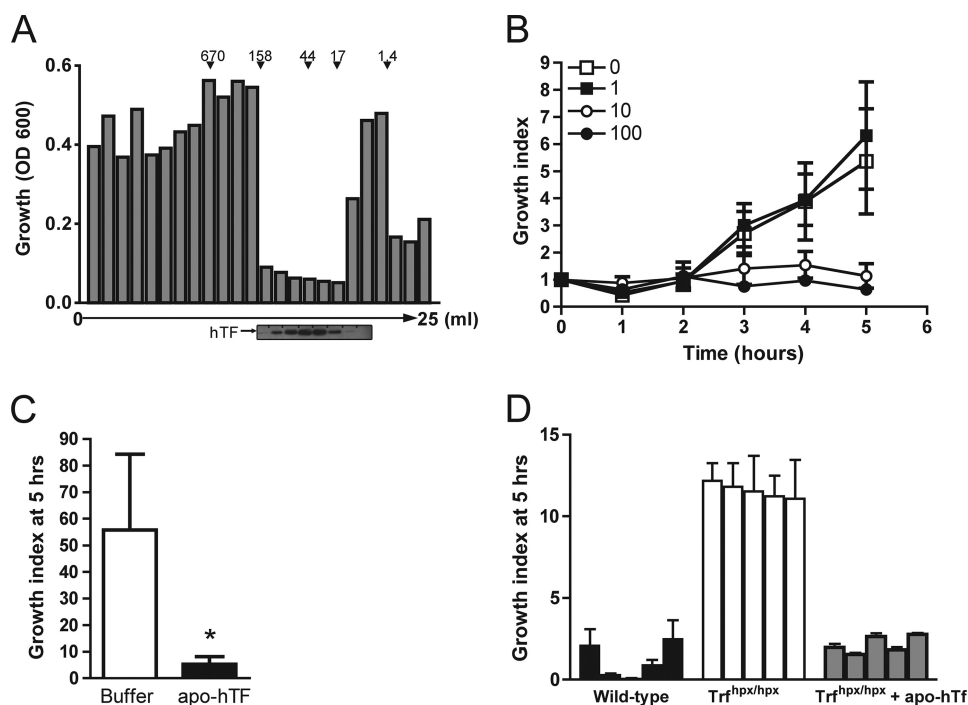 A
670 158 44 17 1.4
0.6
0.4
0.2
0.0
Growth (OD 600)
0 25 (ml)
hTF
B
9
8
7
6
5
4
3
2
1
0
Growth index
0
1
10
100
0 1 2 3 4 5 6
Time (hours)
C
90
80
70
60
50
40
30
20
10
0
Growth index at 5 hrs
*
Buffer apo-hTF
D
15
10
5
0
Growth index at 5 hrs
Wild-type Trfhpx/hpx Trfhpx/hpx + apo-hTf